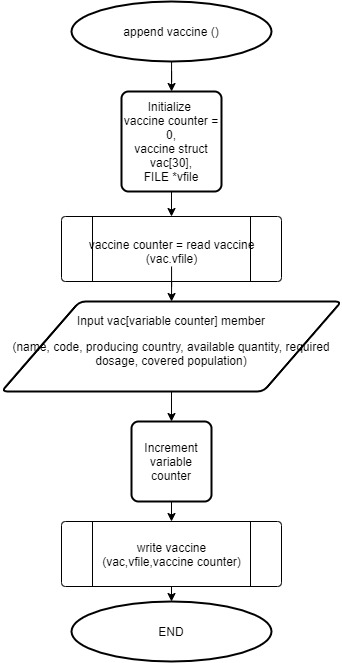 append vaccine ()
Initialize
vaccine counter =
0,
vaccine struct
vac[30],
FILE *vfile
vaccine counter = read vaccine
(vac.vfile)
Input vac[variable counter] member
(name, code, producing country, available quantity, required
dosage, covered population)
Increment
variable
counter
write vaccine
(vac,vfile,vaccine counter)
END